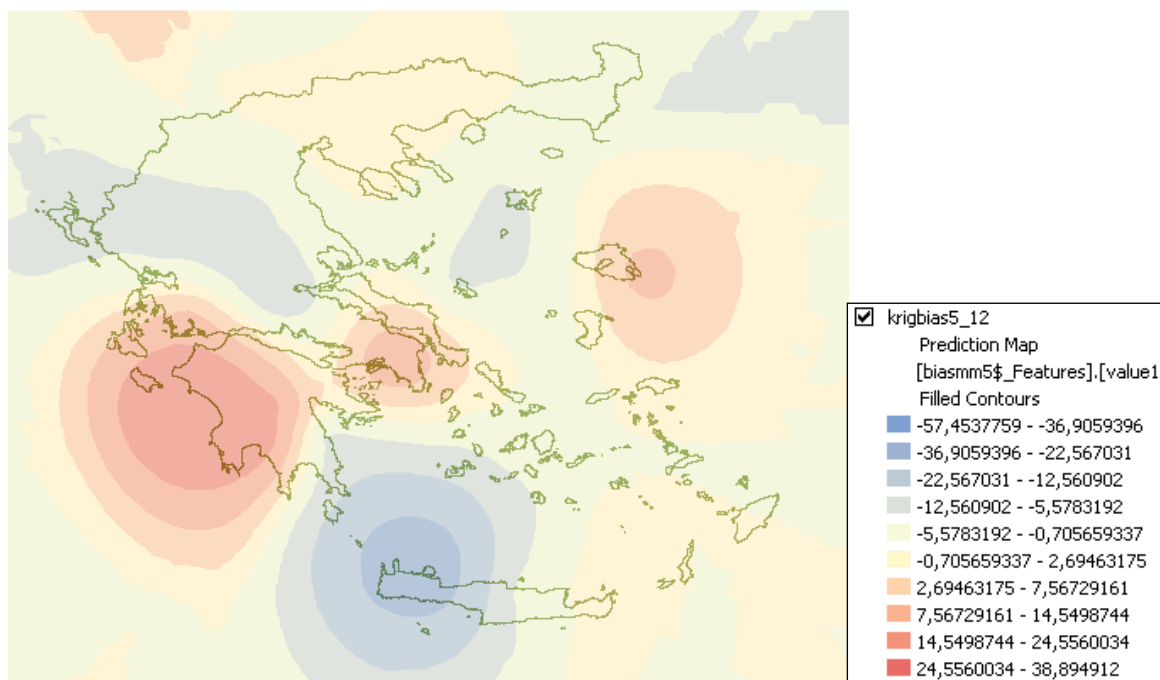 krigbias5_12
Prediction Map
[biasmm5$_Features].[value1
Filled Contours
-57,4537759 - -36,9059396
-36,9059396 - -22,567031
-22,567031 - -12,560902
-12,560902 - -5,5783192
-5,5783192 - -0,705659337
-0,705659337 - 2,69463175
2,69463175 - 7,56729161
7,56729161 - 14,5498744
14,5498744 - 24,5560034
24,5560034 - 38,894912